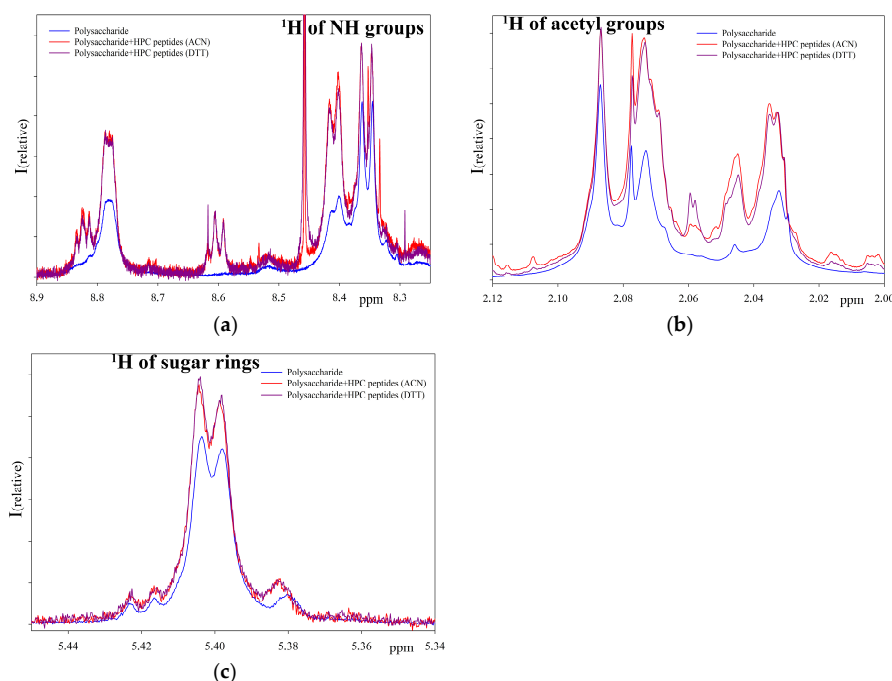 ¹H of NH groups
Polysaccharide
Polysaccharide+HPC peptides (ACN)
Polysaccharide+HPC peptides (DTT)
I(relative)
8.9 8.8 8.7 8.6 8.5 8.4 ppm 8.3
(a)
¹H of acetyl groups
Polysaccharide
Polysaccharide+HPC peptides (ACN)
Polysaccharide+HPC peptides (DTT)
I(relative)
2.12 2.10 2.08 2.06 2.04 2.02 ppm 2.00
(b)
¹H of sugar rings
Polysaccharide
Polysaccharide+HPC peptides (ACN)
Polysaccharide+HPC peptides (DTT)
I(relative)
5.44 5.42 5.40 5.38 5.36 ppm 5.34
(c)